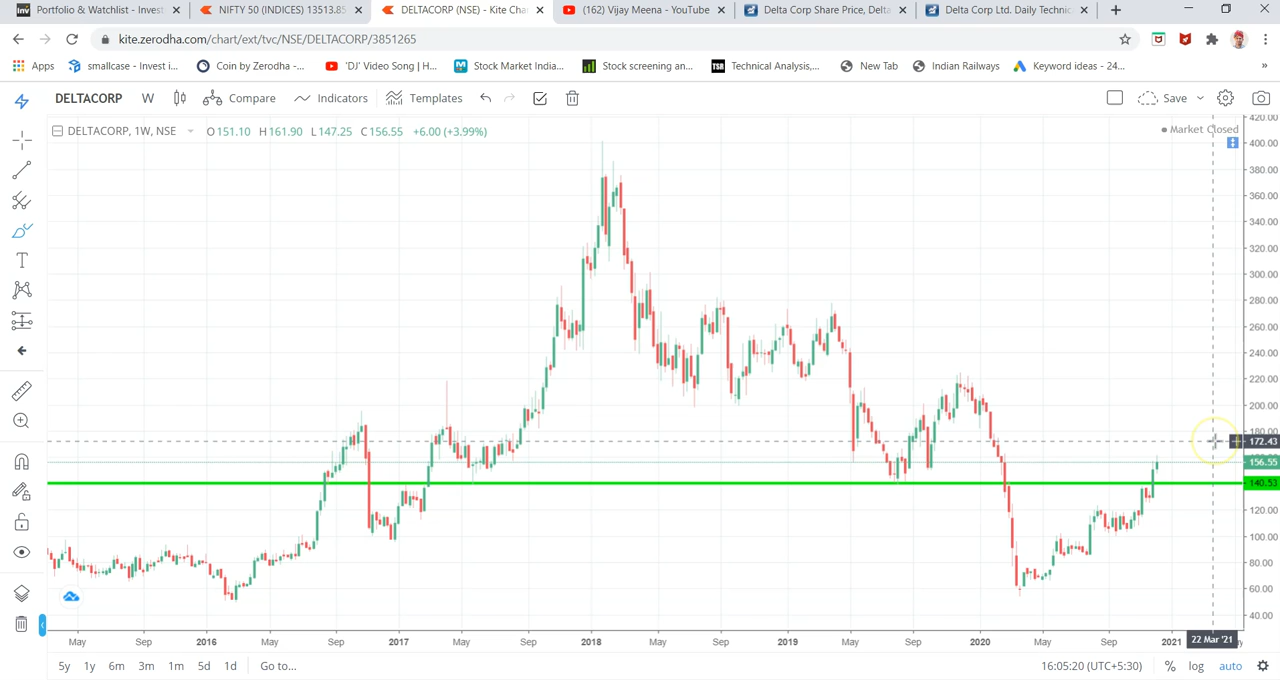 Portfolio & Watchlist - Invest
NIFTY 50 (INDICES) 13513.85
DELTACORP (NSE) - Kite Cha
(162) Vijay Meena - YouTube
Delta Corp Share Price, Delta
Delta Corp Ltd. Daily Technic
kite.zerodha.com/chart/ext/tvc/NSE/DELTACORP/3851265
Apps
smallcase - Invest i...
Coin by Zerodha -...
'DJ' Video Song | H...
Stock Market India...
Stock screening an...
Technical Analysis,...
New Tab
Indian Railways
Keyword ideas - 24...
»
DELTACORP
W
Compare
Indicators
Templates
Save
DELTACORP, 1W, NSE
O151.10 H161.90 L147.25 C156.55 +6.00 (+3.99%)
Market Closed
420.00
400.00
380.00
360.00
340.00
320.00
300.00
280.00
260.00
240.00
220.00
200.00
180.00
172.43
156.55
140.53
120.00
100.00
80.00
60.00
40.00
May Sep 2016 May Sep 2017 May Sep 2018 May Sep 2019 May Sep 2020 May Sep 2021 22 Mar '21
5y 1y 6m 3m 1m 5d 1d Go to...
16:05:20 (UTC+5:30) % log auto